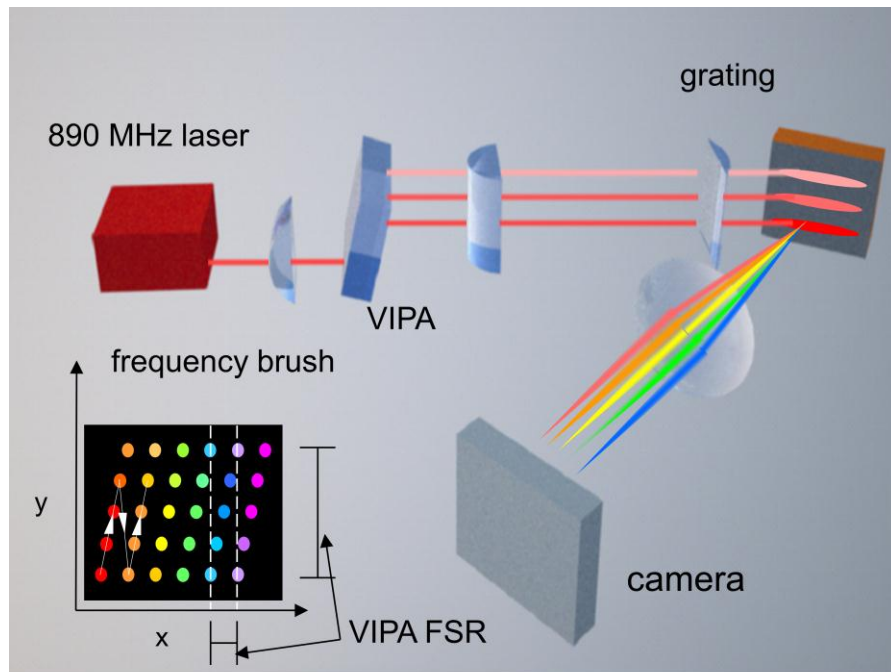 grating
890 MHz laser
VIPA
frequency brush
y
camera
x
VIPA FSR